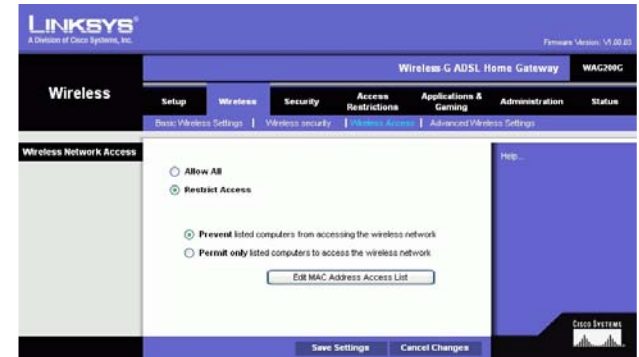 LINKSYS®
A Division of Cisco Systems, Inc.
Firmware Version: V1.00.03
Wireless-G ADSL Home Gateway WAG200G
Wireless
Setup Wireless Security Access Restrictions Applications & Gaming Administration Status
Basic Wireless Settings | Wireless security | Wireless Access | Advanced Wireless Settings
Wireless Network Access
Help...
Allow All
Restrict Access
Prevent listed computers from accessing the wireless network
Permit only listed computers to access the wireless network
Edit MAC Address Access List
CISCO SYSTEMS
Save Settings Cancel Changes